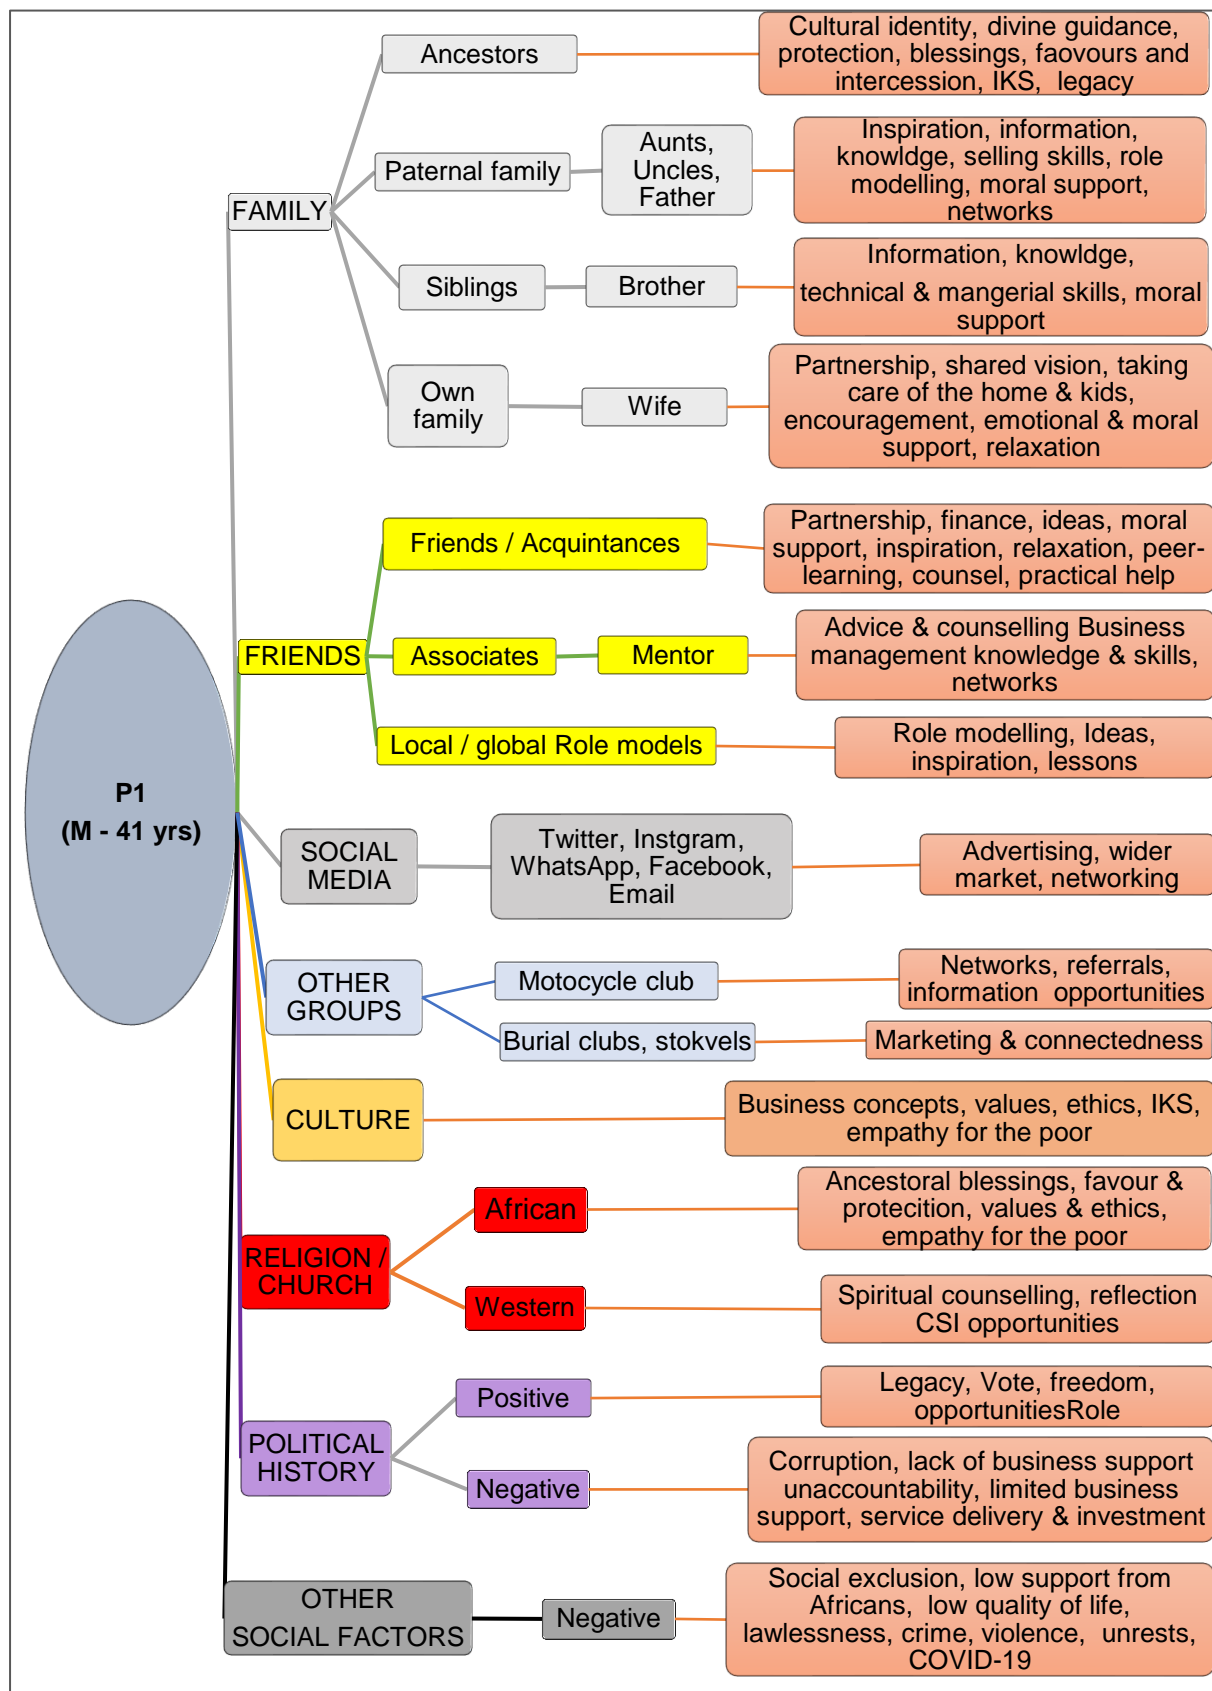 P1
(M - 41 yrs)
FAMILY
Ancestors
Cultural identity, divine guidance,
protection, blessings, faovours and
intercession, IKS,  legacy
Paternal family
Aunts,
Uncles,
Father
Inspiration, information,
knowldge, selling skills, role
modelling, moral support,
networks
Siblings
Brother
Information, knowldge,
technical & mangerial skills, moral
support
Own
family
Wife
Partnership, shared vision, taking
care of the home & kids,
encouragement, emotional & moral
support, relaxation
FRIENDS
Friends / Acquintances
Partnership, finance, ideas, moral
support, inspiration, relaxation, peer-
learning, counsel, practical help
Associates
Mentor
Advice & counselling Business
management knowledge & skills,
networks
Local / global Role models
Role modelling, Ideas,
inspiration, lessons
SOCIAL
MEDIA
Twitter, Instgram,
WhatsApp, Facebook,
Email
Advertising, wider
market, networking
OTHER
GROUPS
Motocycle club
Networks, referrals,
information  opportunities
Burial clubs, stokvels
Marketing & connectedness
CULTURE
Business concepts, values, ethics, IKS,
empathy for the poor
RELIGION /
CHURCH
African
Ancestoral blessings, favour &
protecition, values & ethics,
empathy for the poor
Western
Spiritual counselling, reflection
CSI opportunities
POLITICAL
HISTORY
Positive
Legacy, Vote, freedom,
opportunitiesRole
Negative
Corruption, lack of business support
unaccountability, limited business
support, service delivery & investment
OTHER
SOCIAL FACTORS
Negative
Social exclusion, low support from
Africans,  low quality of life,
lawlessness, crime, violence,  unrests,
COVID-19